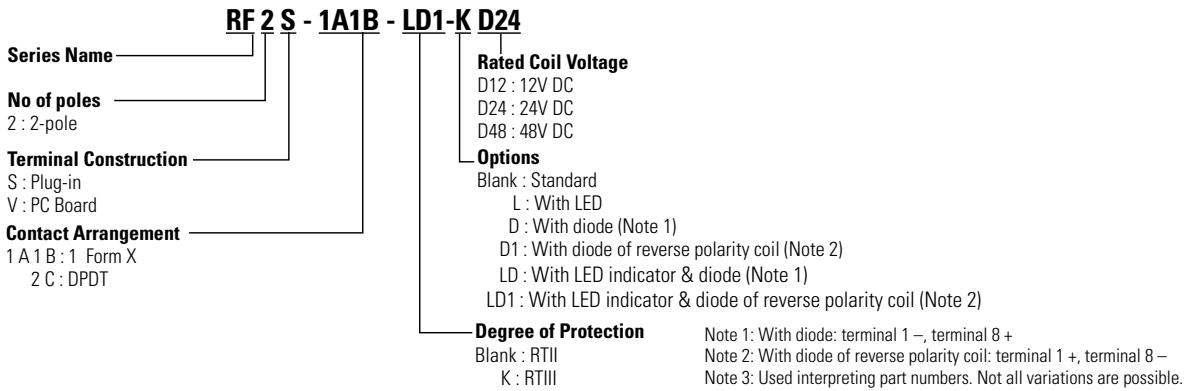 RF 2 S - 1A1B - LD1-K D24
Series Name
No of poles
2 : 2-pole
Terminal Construction
S : Plug-in
V : PC Board
Contact Arrangement
1 A 1 B : 1 Form X
2 C : DPDT
Rated Coil Voltage
D12 : 12V DC
D24 : 24V DC
D48 : 48V DC
Options
Blank : Standard
L : With LED
D : With diode (Note 1)
D1 : With diode of reverse polarity coil (Note 2)
LD : With LED indicator & diode (Note 1)
LD1 : With LED indicator & diode of reverse polarity coil (Note 2)
Degree of Protection
Blank : RTII
K : RTIII
Note 1: With diode: terminal 1 –, terminal 8 +
Note 2: With diode of reverse polarity coil: terminal 1 +, terminal 8 –
Note 3: Used interpreting part numbers. Not all variations are possible.